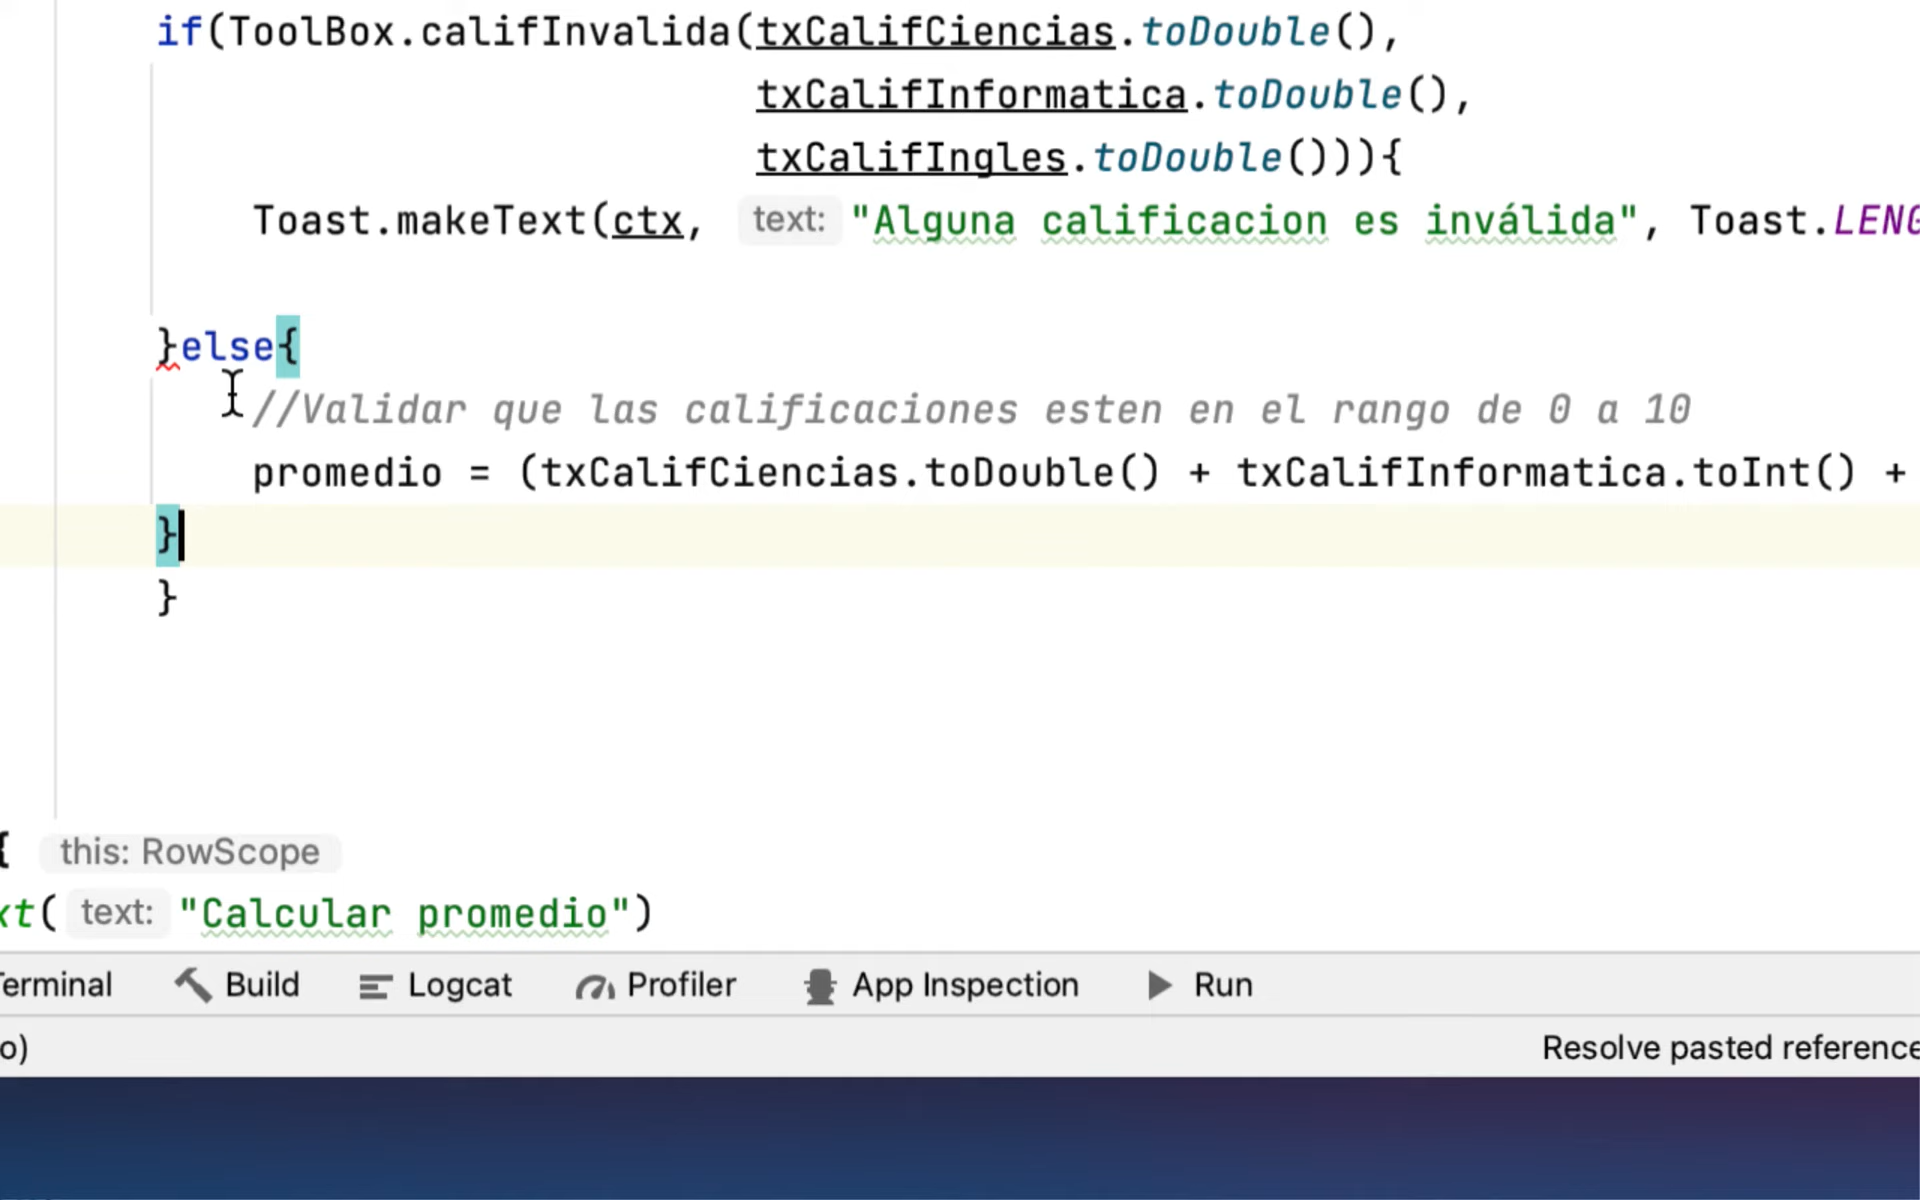 if(ToolBox.califInvalida(txCalifCiencias.toDouble(),
txCalifInformatica.toDouble(),
txCalifIngles.toDouble())){
Toast.makeText(ctx, text: "Alguna calificacion es inválida", Toast.LENG
}else{
//Validar que las calificaciones esten en el rango de 0 a 10
promedio = (txCalifCiencias.toDouble() + txCalifInformatica.toInt() +
}
}
{ this: RowScope
xt( text: "Calcular promedio")
Terminal Build Logcat Profiler App Inspection Run
o) Resolve pasted reference